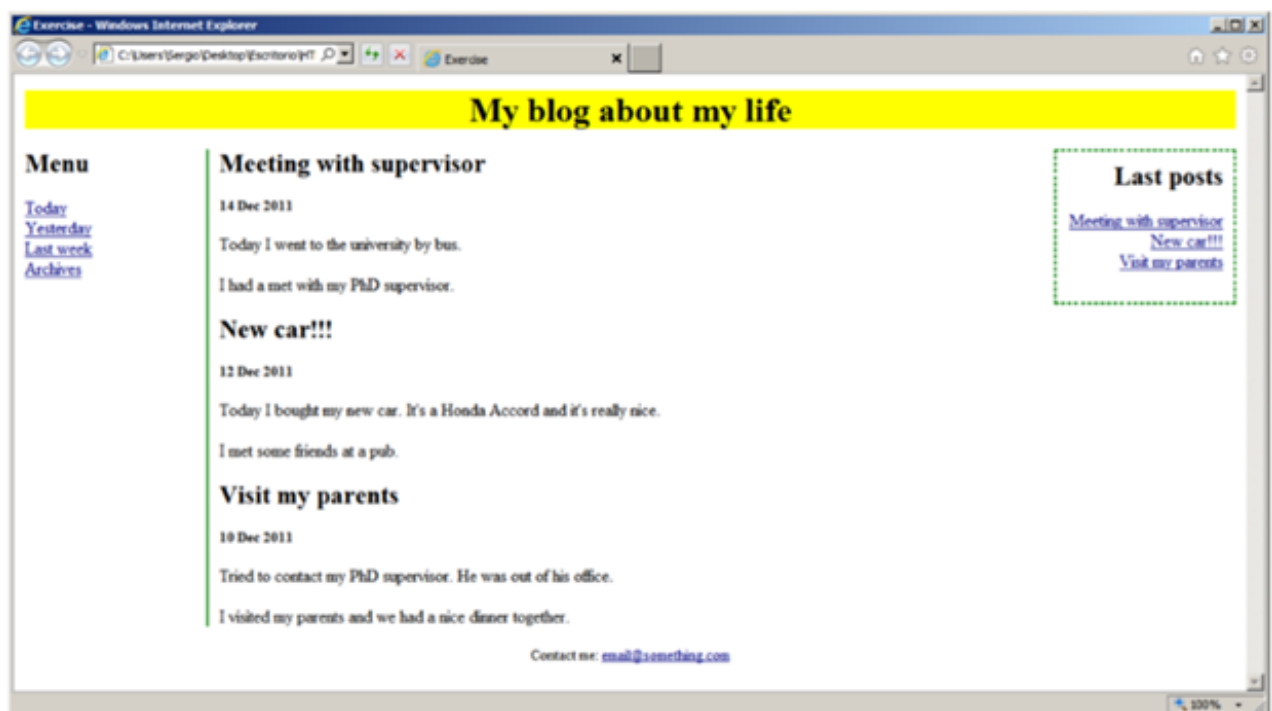 Exercise - Windows Internet Explorer
C:\Users\Sergio\Desktop\Escritorio\HT
Exercise
My blog about my life
Menu
Today
Yesterday
Last week
Archives
Meeting with supervisor
14 Dec 2011
Today I went to the university by bus.
I had a met with my PhD supervisor.
New car!!!
12 Dec 2011
Today I bought my new car. It's a Honda Accord and it's really nice.
I met some friends at a pub.
Visit my parents
10 Dec 2011
Tried to contact my PhD supervisor. He was out of his office.
I visited my parents and we had a nice dinner together.
Last posts
Meeting with supervisor
New car!!!
Visit my parents
Contact me: email@something.com
100%